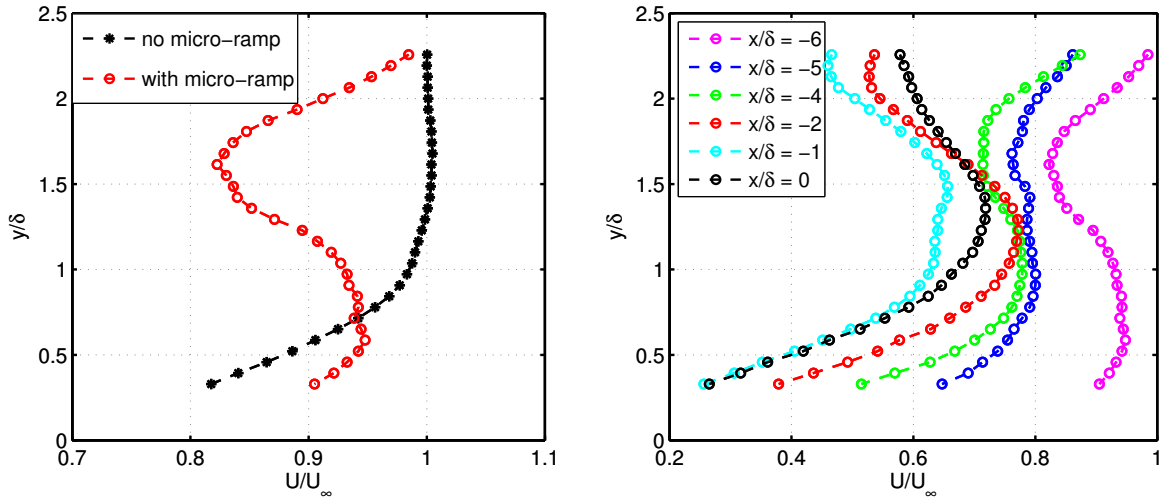 no micro−ramp
with micro−ramp
2.5
2
1.5
1
0.5
0
y/δ
0.7
0.8
0.9
1
1.1
U/U∞
x/δ = −6
x/δ = −5
x/δ = −4
x/δ = −2
x/δ = −1
x/δ = 0
2.5
2
1.5
1
0.5
0
y/δ
0.2
0.4
0.6
0.8
1
U/U∞